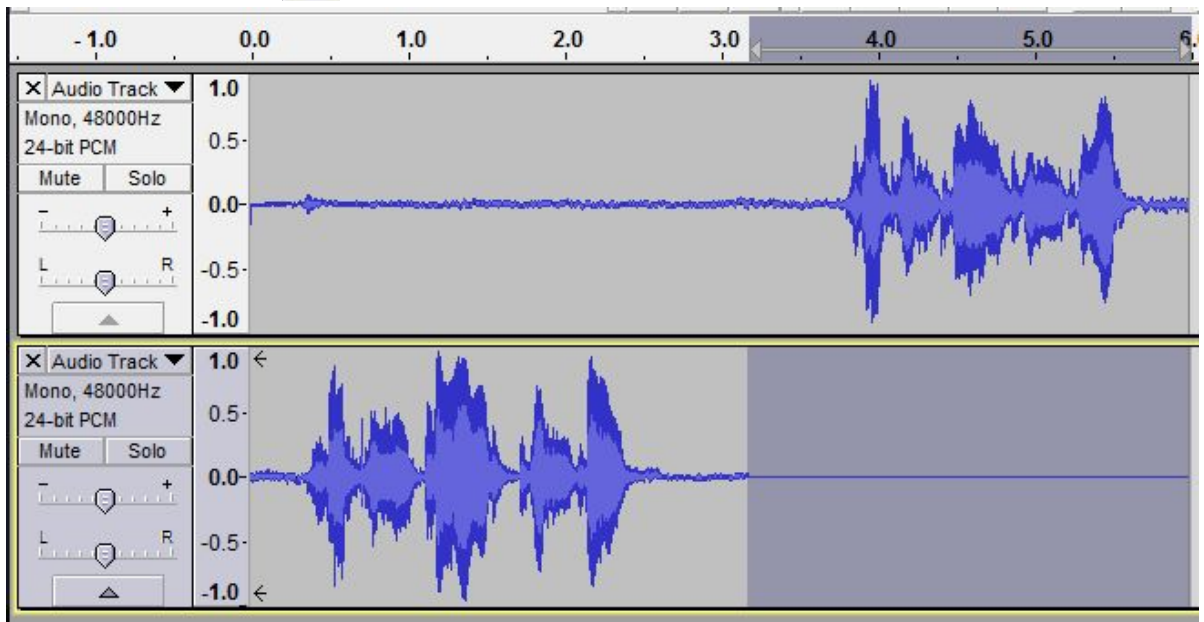 - 1.0 0.0 1.0 2.0 3.0 4.0 5.0 6.0
X Audio Track ▼ 1.0
Mono, 48000Hz
24-bit PCM 0.5-
Mute Solo
- + 0.0-
L R -0.5-
-1.0
X Audio Track ▼ 1.0
Mono, 48000Hz
24-bit PCM 0.5-
Mute Solo
- + 0.0-
L R -0.5-
-1.0